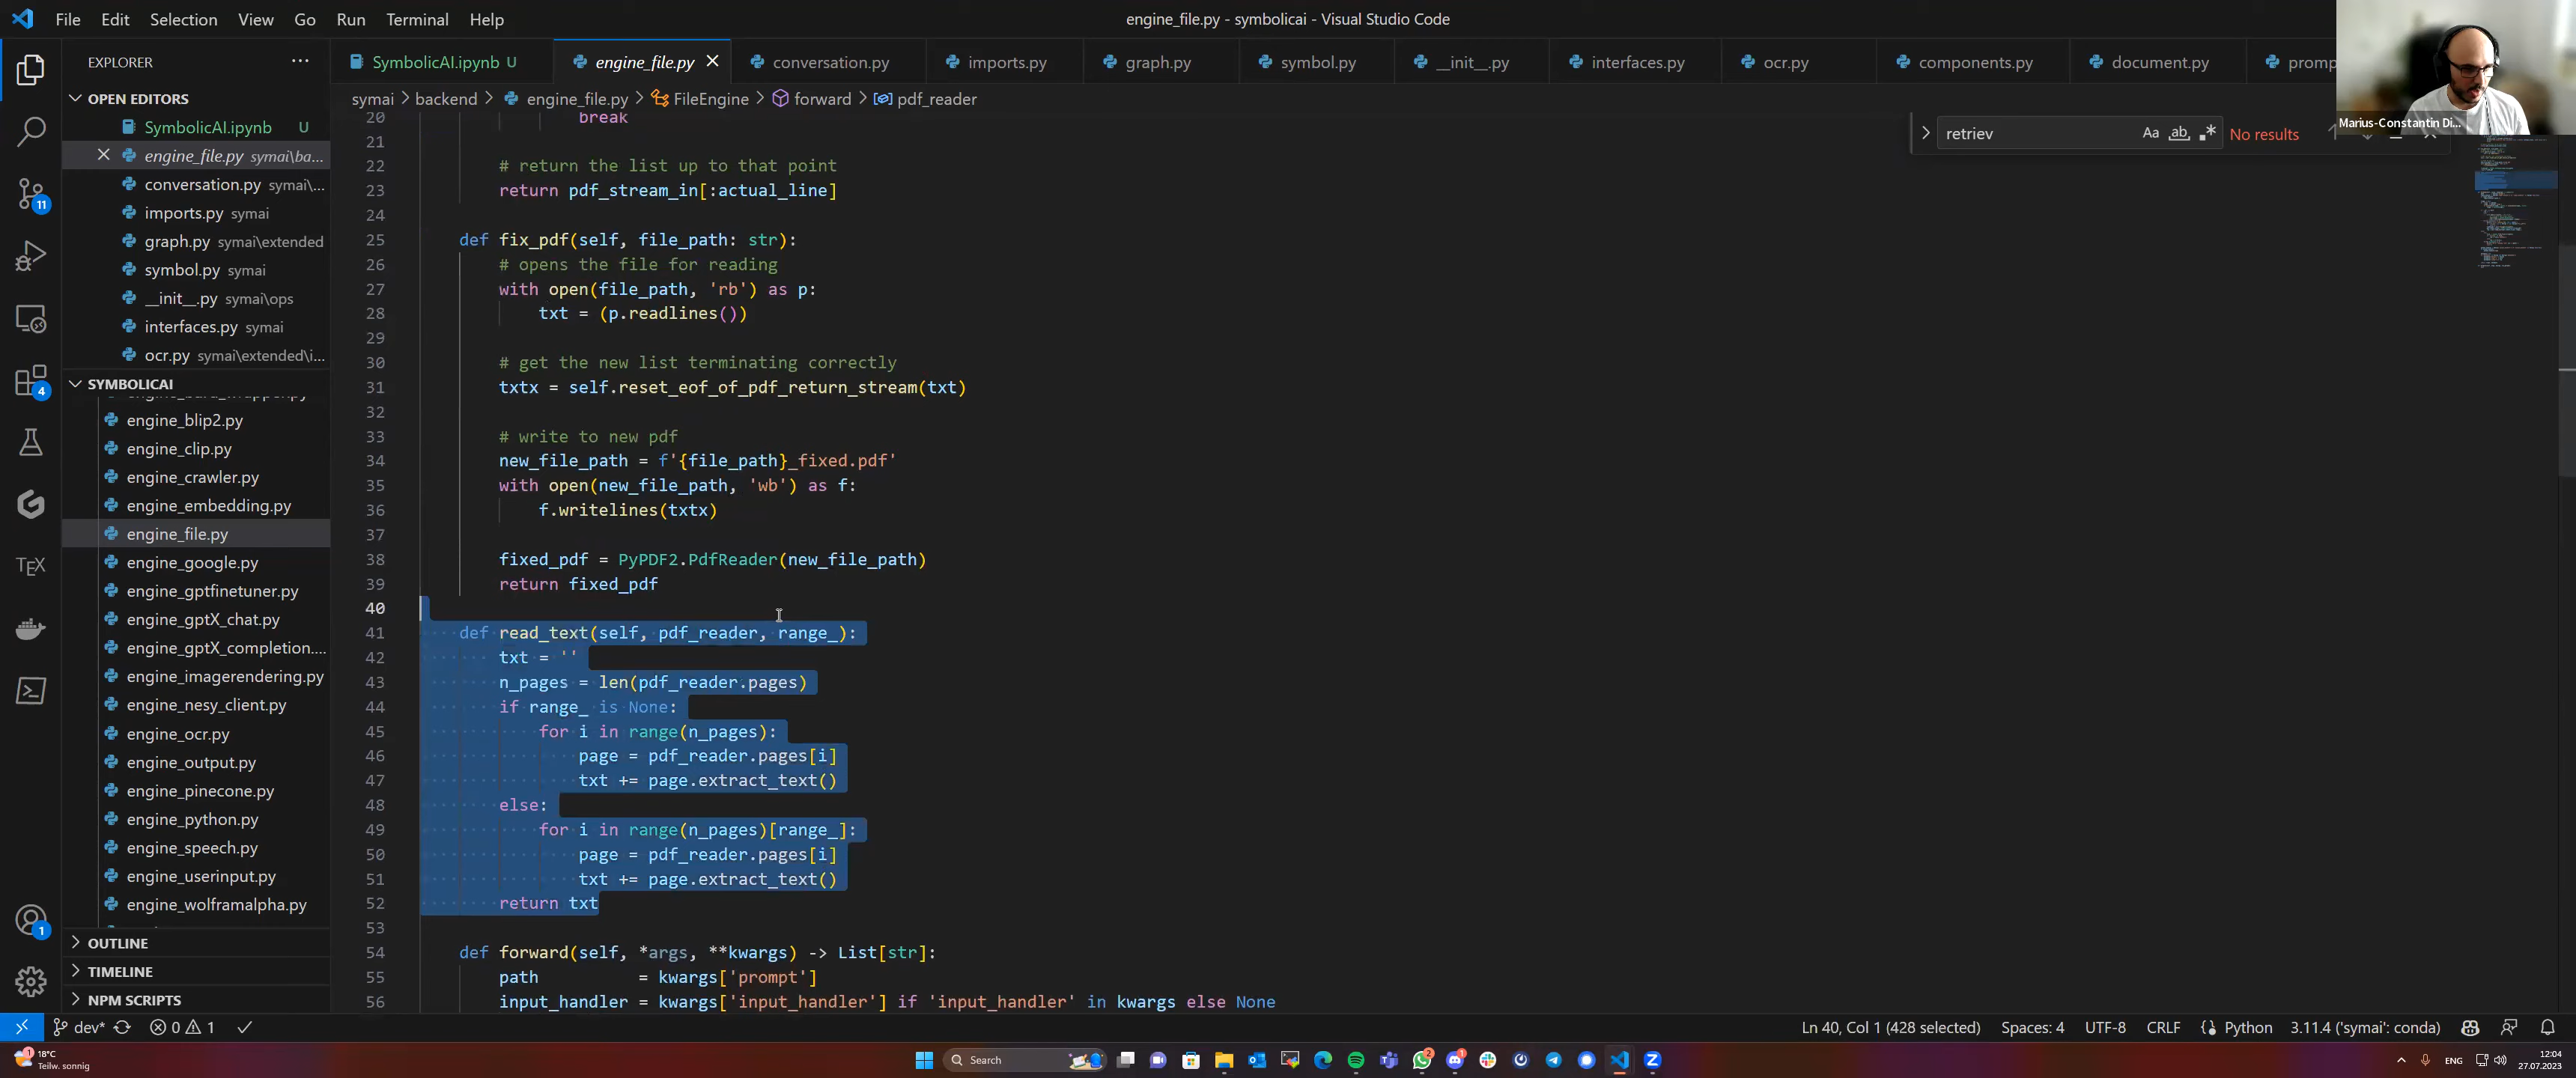 File Edit Selection View Go Run Terminal Help
engine_file.py - symbolicai - Visual Studio Code
EXPLORER
SymbolicAI.ipynb U
engine_file.py
conversation.py
imports.py
graph.py
symbol.py
__init__.py
interfaces.py
ocr.py
components.py
document.py
promp
OPEN EDITORS
SymbolicAI.ipynb U
engine_file.py symai\ba...
conversation.py symai\...
imports.py symai
graph.py symai\extended
symbol.py symai
__init__.py symai\ops
interfaces.py symai
ocr.py symai\extended\i...
SYMBOLICAI
engine_blip2.py
engine_clip.py
engine_crawler.py
engine_embedding.py
engine_file.py
engine_google.py
engine_gptfinetuner.py
engine_gptX_chat.py
engine_gptX_completion....
engine_imagerendering.py
engine_nesy_client.py
engine_ocr.py
engine_output.py
engine_pinecone.py
engine_python.py
engine_speech.py
engine_userinput.py
engine_wolframalpha.py
OUTLINE
TIMELINE
NPM SCRIPTS
11
4
TEX
1
symai > backend > engine_file.py > FileEngine > forward > pdf_reader
retriev Aa ab No results
Marius-Constantin Di...
20 break
21
22 # return the list up to that point
23 return pdf_stream_in[:actual_line]
24
25 def fix_pdf(self, file_path: str):
26 # opens the file for reading
27 with open(file_path, 'rb') as p:
28 txt = (p.readlines())
29
30 # get the new list terminating correctly
31 txtx = self.reset_eof_of_pdf_return_stream(txt)
32
33 # write to new pdf
34 new_file_path = f'{file_path}_fixed.pdf'
35 with open(new_file_path, 'wb') as f:
36 f.writelines(txtx)
37
38 fixed_pdf = PyPDF2.PdfReader(new_file_path)
39 return fixed_pdf
40
41 def read_text(self, pdf_reader, range_):
42 txt = ''
43 n_pages = len(pdf_reader.pages)
44 if range_ is None:
45 for i in range(n_pages):
46 page = pdf_reader.pages[i]
47 txt += page.extract_text()
48 else:
49 for i in range(n_pages)[range_]:
50 page = pdf_reader.pages[i]
51 txt += page.extract_text()
52 return txt
53
54 def forward(self, *args, **kwargs) -> List[str]:
55 path = kwargs['prompt']
56 input_handler = kwargs['input_handler'] if 'input_handler' in kwargs else None
dev* 0 1
Ln 40, Col 1 (428 selected) Spaces: 4 UTF-8 CRLF Python 3.11.4 ('symai': conda)
18°C
Teilw. sonnig
Search
ENG
12:04
27.07.2023